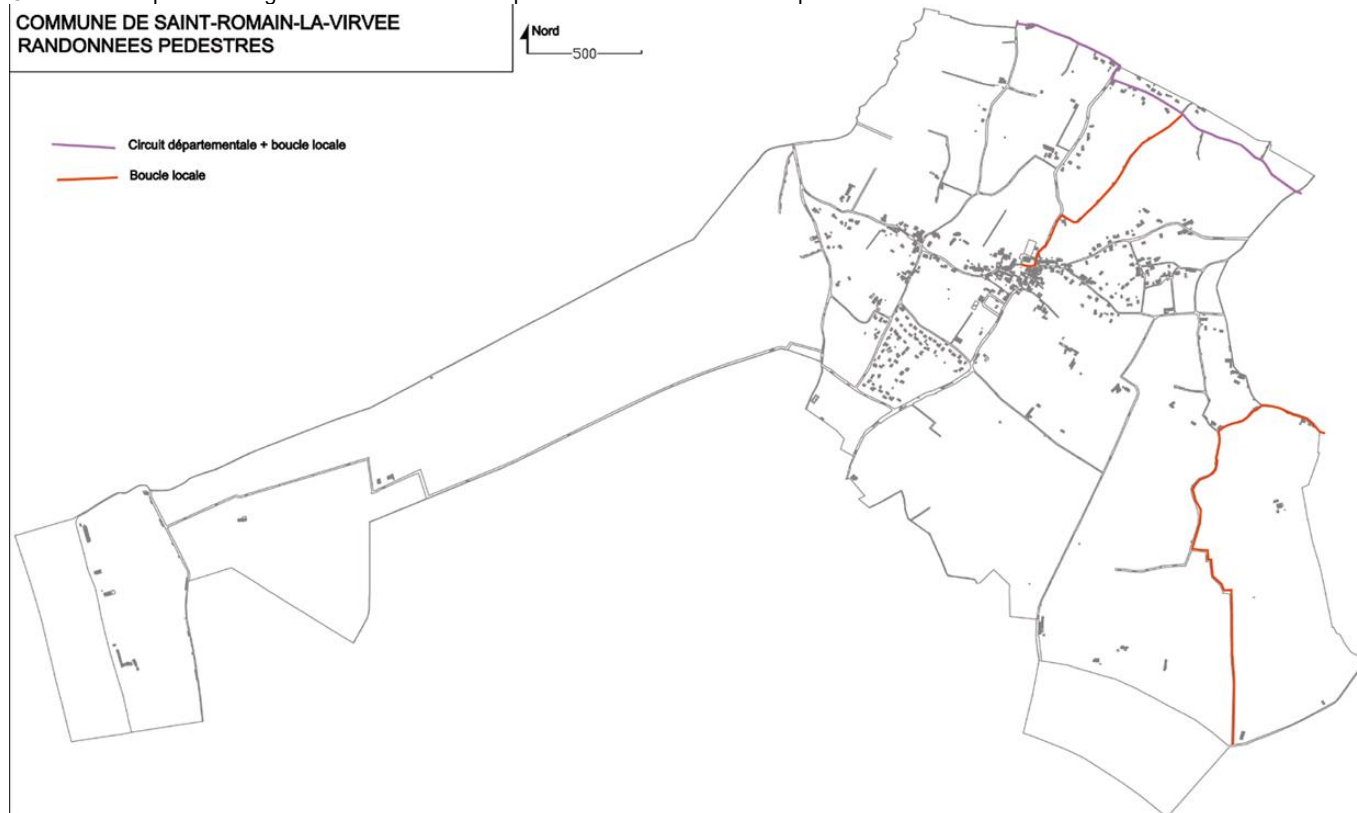 COMMUNE DE SAINT-ROMAIN-LA-VIRVEE
RANDONNEES PEDESTRES
Nord
500
Circuit départementale + boucle locale
Boucle locale